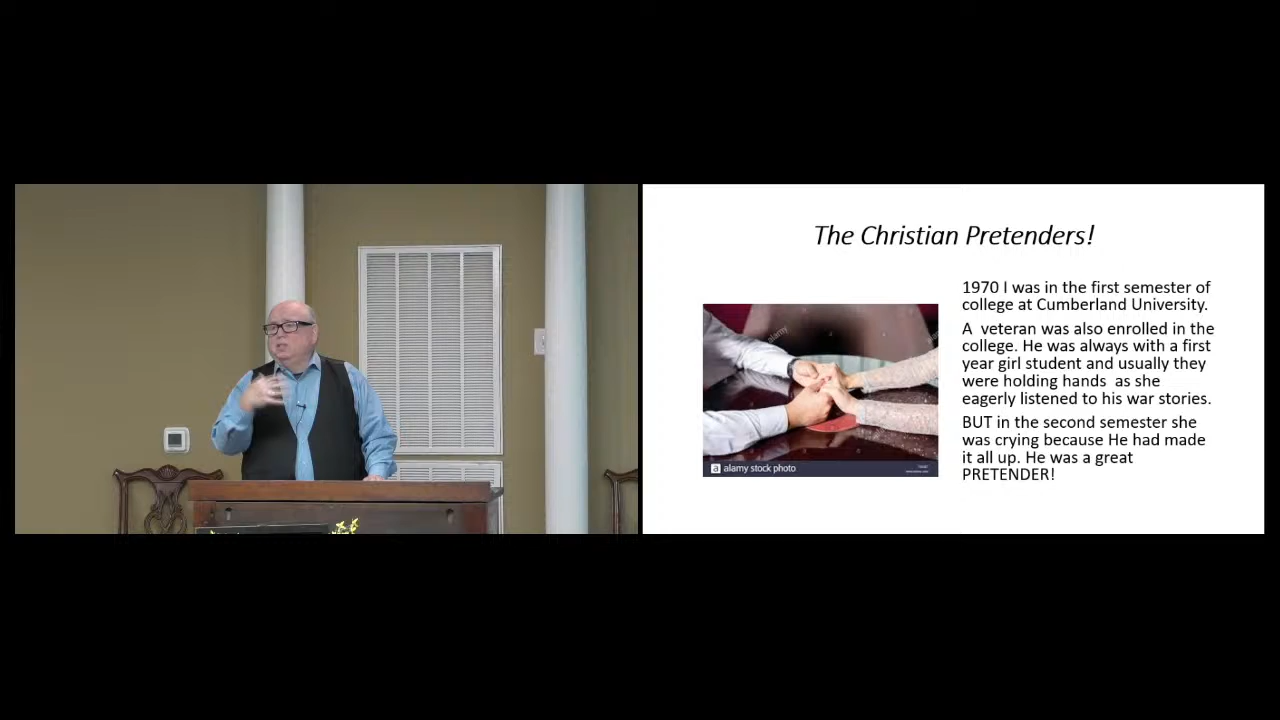 The Christian Pretenders!
1970 I was in the first semester of
college at Cumberland University.
A veteran was also enrolled in the
college. He was always with a first
year girl student and usually they
were holding hands as she
eagerly listened to his war stories.
BUT in the second semester she
was crying because He had made
it all up. He was a great
PRETENDER!
alamy
a alamy stock photo